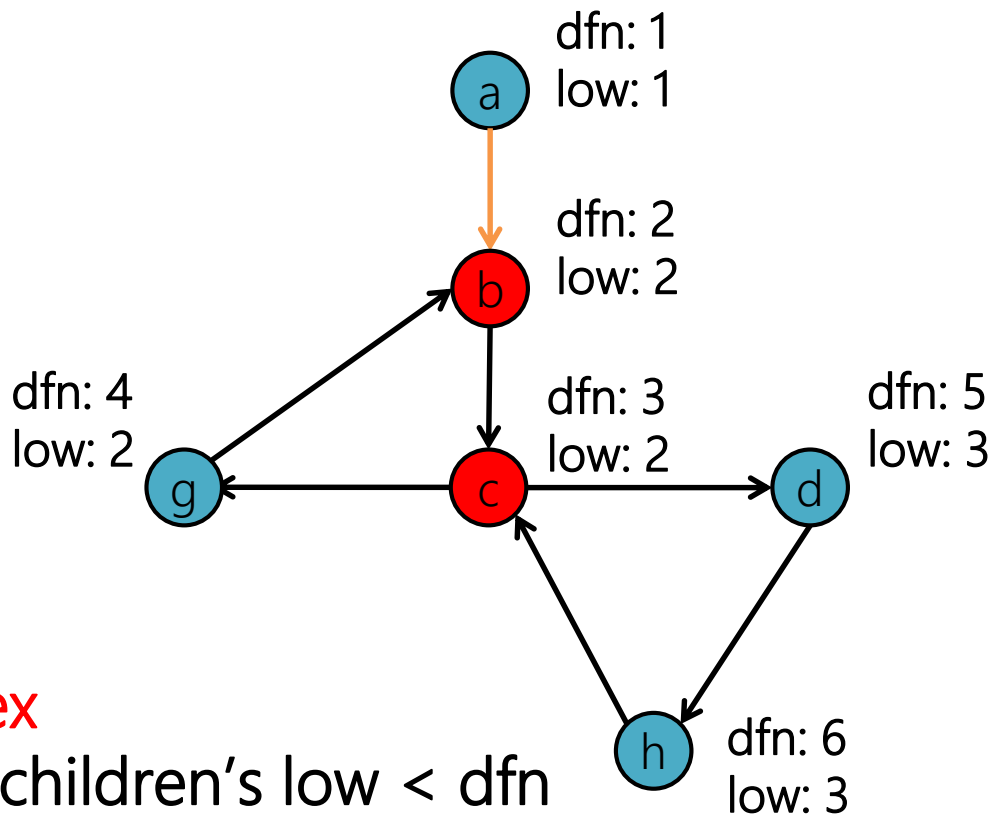 dfn: 1
low: 1
a
dfn: 2
low: 2
b
dfn: 4
low: 2
g
dfn: 3
low: 2
c
dfn: 5
low: 3
d
ex
children's low < dfn
h
dfn: 6
low: 3